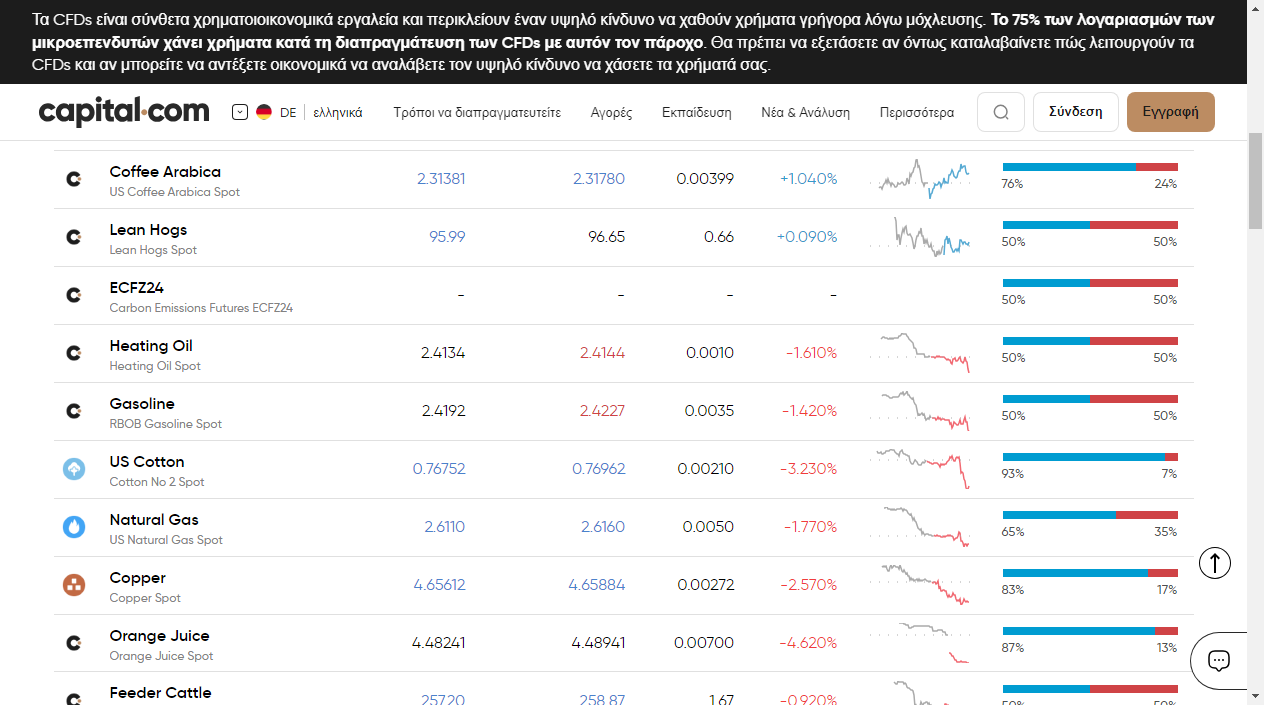 Τα CFDs είναι σύνθετα χρηματοοικονομικά εργαλεία και περικλείουν έναν υψηλό κίνδυνο να χαθούν χρήματα γρήγορα λόγω μόχλευσης. Το 75% των λογαριασμών των
μικροεπενδυτών χάνει χρήματα κατά τη διαπραγμάτευση των CFDs με αυτόν τον πάροχο. Θα πρέπει να εξετάσετε αν όντως καταλαβαίνετε πώς λειτουργούν τα
CFDs και αν μπορείτε να αντέξετε οικονομικά να αναλάβετε τον υψηλό κίνδυνο να χάσετε τα χρήματά σας.
capital.com DE ελληνικά Τρόποι να διαπραγματευτείτε Αγορές Εκπαίδευση Νέα & Ανάλυση Περισσότερα Σύνδεση Εγγραφή
Coffee Arabica 2.31381 2.31780 0.00399 +1.040%
US Coffee Arabica Spot 76% 24%
Lean Hogs 95.99 96.65 0.66 +0.090%
Lean Hogs Spot 50% 50%
ECFZ24 - - - -
Carbon Emissions Futures ECFZ24 50% 50%
Heating Oil 2.4134 2.4144 0.0010 -1.610%
Heating Oil Spot 50% 50%
Gasoline 2.4192 2.4227 0.0035 -1.420%
RBOB Gasoline Spot 50% 50%
US Cotton 0.76752 0.76962 0.00210 -3.230%
Cotton No 2 Spot 93% 7%
Natural Gas 2.6110 2.6160 0.0050 -1.770%
US Natural Gas Spot 65% 35%
Copper 4.65612 4.65884 0.00272 -2.570%
Copper Spot 83% 17%
Orange Juice 4.48241 4.48941 0.00700 -4.620%
Orange Juice Spot 87% 13%
Feeder Cattle 257.20 258.87 1.67 -0.920%
50% 50%